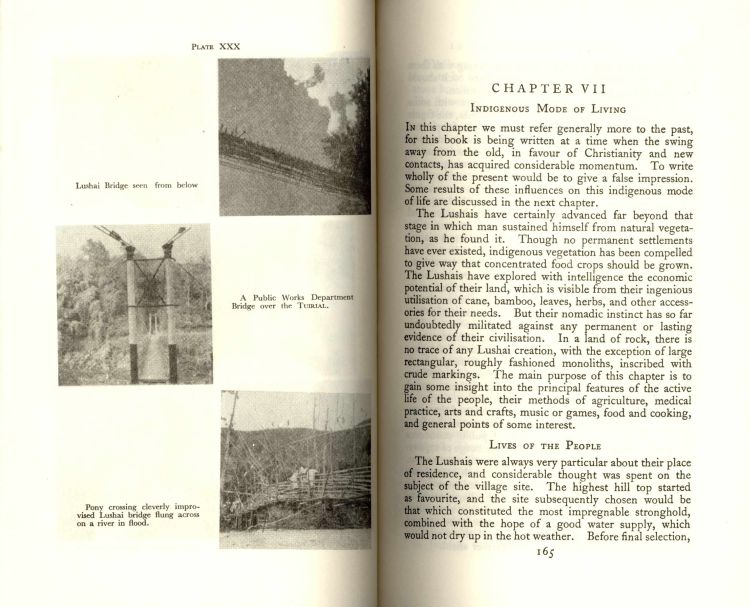 PLATE XXX
Lushai Bridge seen from below
A Public Works Department
Bridge over the TUIRIAL.
Pony crossing cleverly impro-
vised Lushai bridge flung across
on a river in flood.
CHAPTER VII
INDIGENOUS MODE OF LIVING
IN this chapter we must refer generally more to the past,
for this book is being written at a time when the swing
away from the old, in favour of Christianity and new
contacts, has acquired considerable momentum. To write
wholly of the present would be to give a false impression.
Some results of these influences on this indigenous mode
of life are discussed in the next chapter.
The Lushais have certainly advanced far beyond that
stage in which man sustained himself from natural vegeta-
tion, as he found it. Though no permanent settlements
have ever existed, indigenous vegetation has been compelled
to give way that concentrated food crops should be grown.
The Lushais have explored with intelligence the economic
potential of their land, which is visible from their ingenious
utilisation of cane, bamboo, leaves, herbs, and other access-
ories for their needs. But their nomadic instinct has so far
undoubtedly militated against any permanent or lasting
evidence of their civilisation. In a land of rock, there is
no trace of any Lushai creation, with the exception of large
rectangular, roughly fashioned monoliths, inscribed with
crude markings. The main purpose of this chapter is to
gain some insight into the principal features of the active
life of the people, their methods of agriculture, medical
practice, arts and crafts, music or games, food and cooking,
and general points of some interest.
LIVES OF THE PEOPLE
The Lushais were always very particular about their place
of residence, and considerable thought was spent on the
subject of the village site. The highest hill top started
as favourite, and the site subsequently chosen would be
that which constituted the most impregnable stronghold,
combined with the hope of a good water supply, which
would not dry up in the hot weather. Before final selection,
165